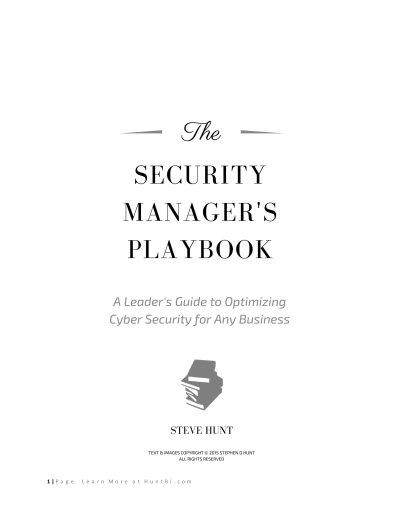 The
SECURITY
MANAGER'S
PLAYBOOK
A Leader's Guide to Optimizing
Cyber Security for Any Business
STEVE HUNT
TEXT & IMAGES COPYRIGHT © 2015 STEPHEN D HUNT
ALL RIGHTS RESERVED
1 | Page Learn More at HuntBi.com